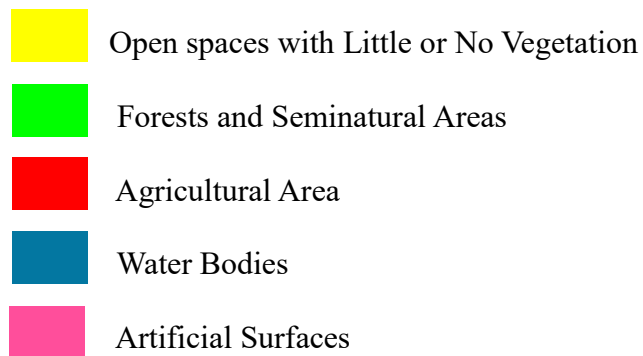 Open spaces with Little or No Vegetation
Forests and Seminatural Areas
Agricultural Area
Water Bodies
Artificial Surfaces